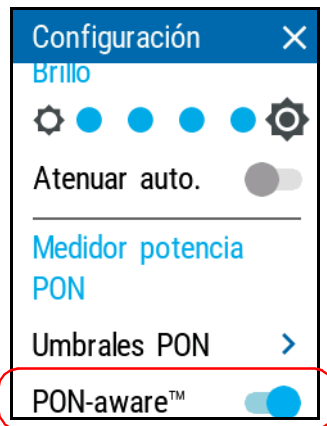 Configuración
Brillo
Atenuar auto.
Medidor potencia
PON
Umbrales PON
PON-aware™